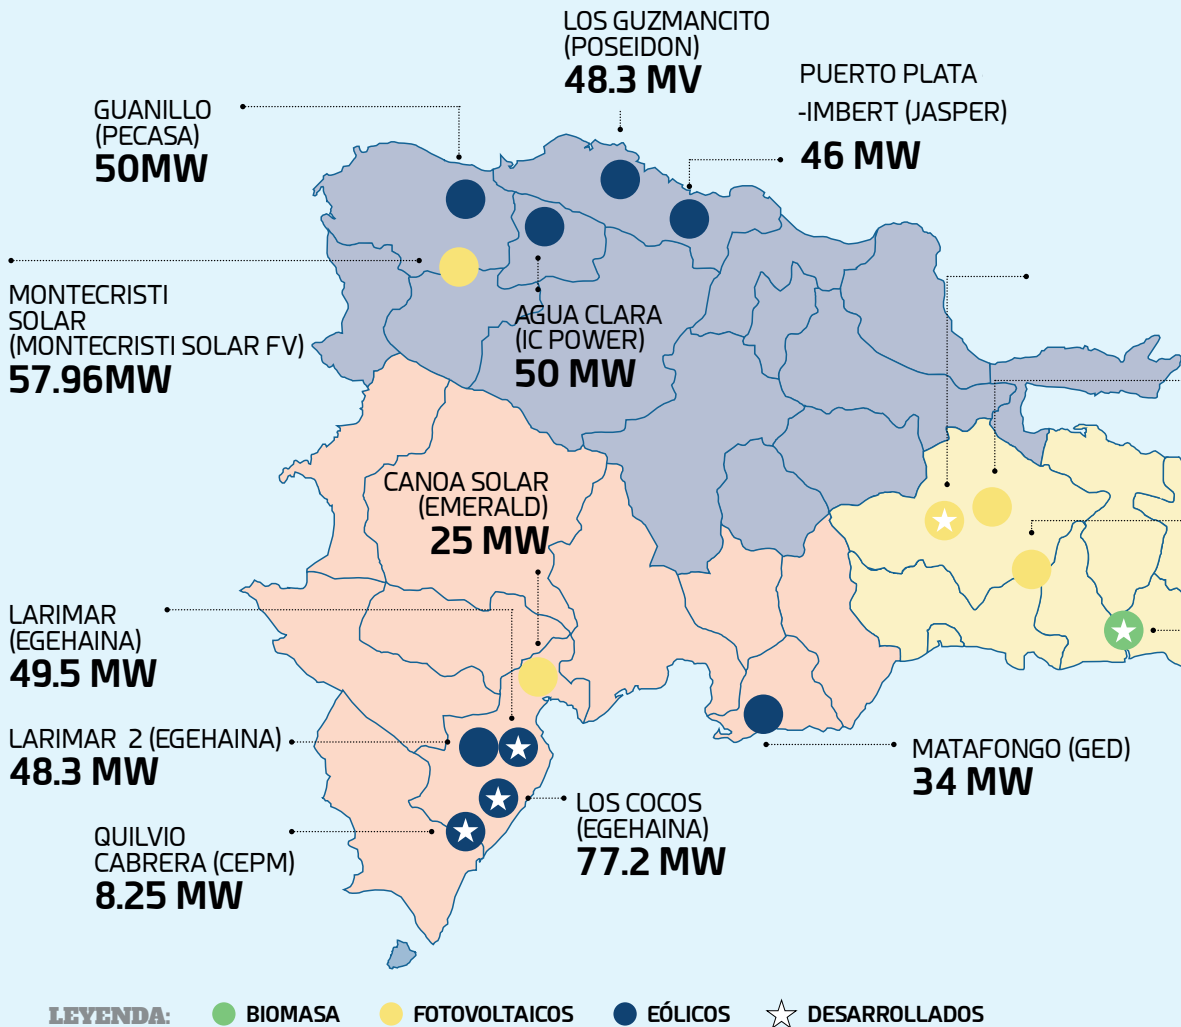 LOS GUZMANCITO
(POSEIDON)
48.3 MV
PUERTO PLATA
-IMBERT (JASPER)
46 MW
GUANILLO
(PECASA)
50MW
MONTECRISTI
SOLAR
(MONTECRISTI SOLAR FV)
57.96MW
AGUA CLARA
(IC POWER)
50 MW
CANOA SOLAR
(EMERALD)
25 MW
LARIMAR
(EGEHAINA)
49.5 MW
LARIMAR 2 (EGEHAINA)
48.3 MW
MATAFONGO (GED)
34 MW
LOS COCOS
(EGEHAINA)
77.2 MW
QUILVIO
CABRERA (CEPM)
8.25 MW
LEYENDA:
BIOMASA
FOTOVOLTAICOS
EÓLICOS
DESARROLLADOS